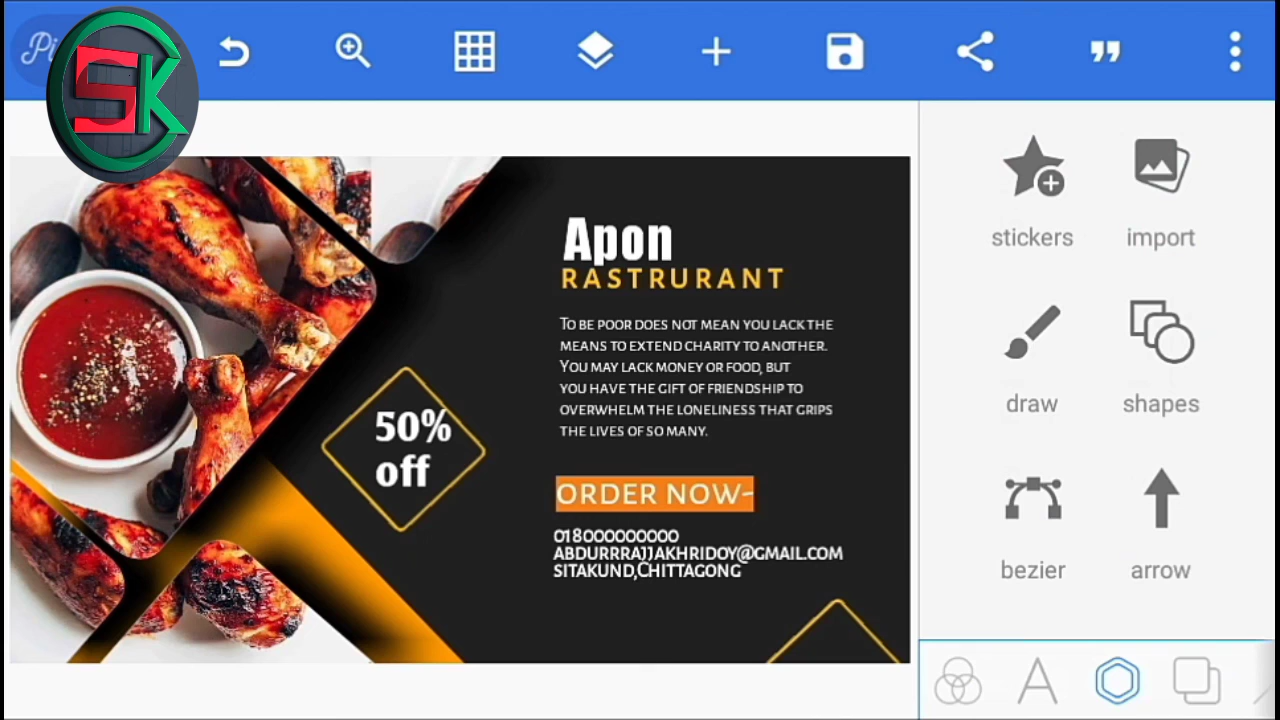 Pi
SK
stickers
import
Apon
RASTRURANT
TO BE POOR DOES NOT MEAN YOU LACK THE
MEANS TO EXTEND CHARITY TO ANOTHER.
YOU MAY LACK MONEY OR FOOD, BUT
YOU HAVE THE GIFT OF FRIENDSHIP TO
OVERWHELM THE LONELINESS THAT GRIPS
THE LIVES OF SO MANY.
draw
shapes
50%
off
ORDER NOW-
018000000000
ABDURRRAJJAKHRIDOY@GMAIL.COM
SITAKUND,CHITTAGONG
bezier
arrow